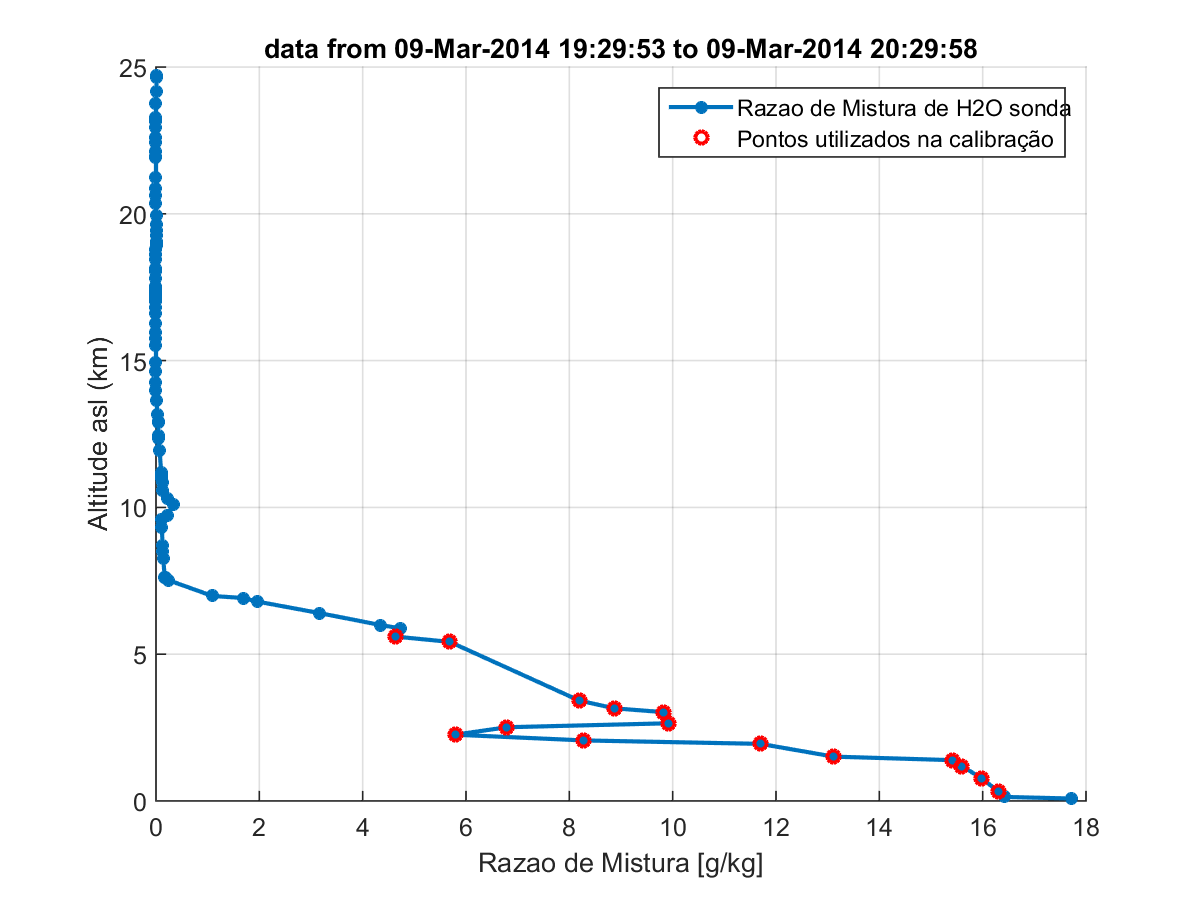 data from 09-Mar-2014 19:29:53 to 09-Mar-2014 20:29:58
Razao de Mistura de H2O sonda
Pontos utilizados na calibração
25
20
15
10
5
0
Altitude asl (km)
0 2 4 6 8 10 12 14 16 18
Razao de Mistura [g/kg]